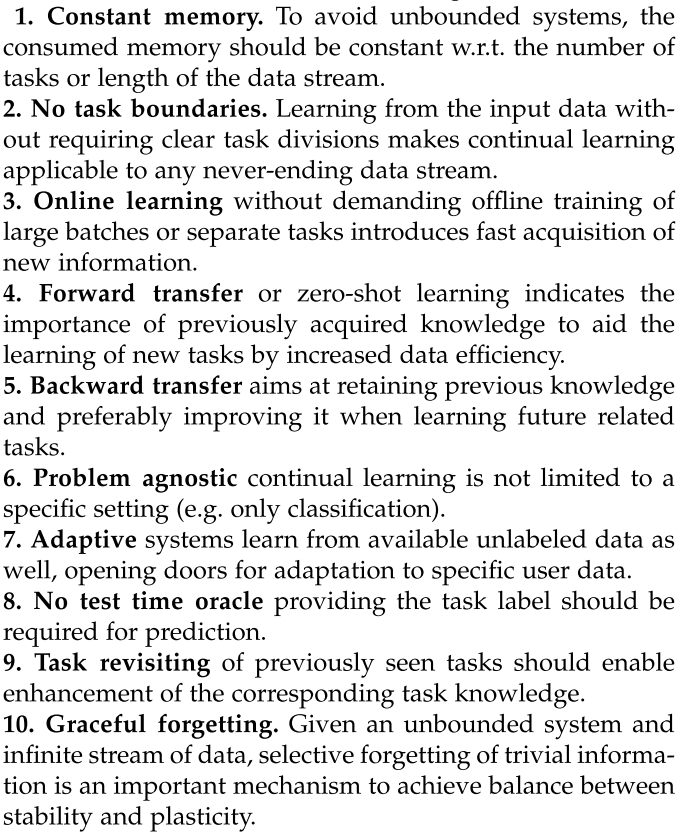 1. Constant memory. To avoid unbounded systems, the
consumed memory should be constant w.r.t. the number of
tasks or length of the data stream.
2. No task boundaries. Learning from the input data with-
out requiring clear task divisions makes continual learning
applicable to any never-ending data stream.
3. Online learning without demanding offline training of
large batches or separate tasks introduces fast acquisition of
new information.
4. Forward transfer or zero-shot learning indicates the
importance of previously acquired knowledge to aid the
learning of new tasks by increased data efficiency.
5. Backward transfer aims at retaining previous knowledge
and preferably improving it when learning future related
tasks.
6. Problem agnostic continual learning is not limited to a
specific setting (e.g. only classification).
7. Adaptive systems learn from available unlabeled data as
well, opening doors for adaptation to specific user data.
8. No test time oracle providing the task label should be
required for prediction.
9. Task revisiting of previously seen tasks should enable
enhancement of the corresponding task knowledge.
10. Graceful forgetting. Given an unbounded system and
infinite stream of data, selective forgetting of trivial informa-
tion is an important mechanism to achieve balance between
stability and plasticity.